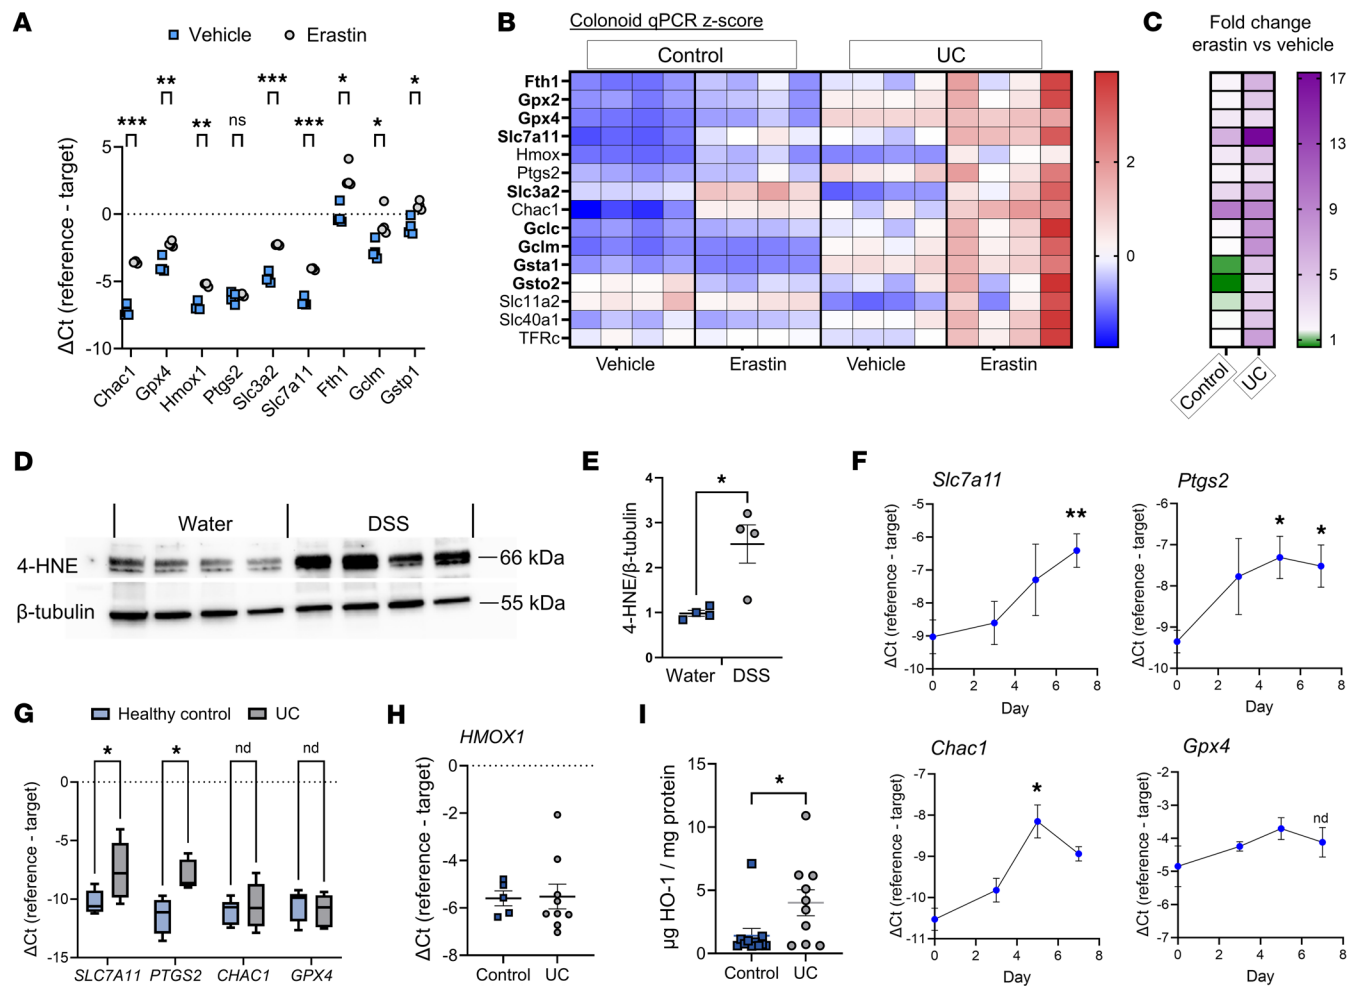 A
Vehicle
Erastin
*** ** ** ns *** *** * * *
ΔCt (reference - target)
5
0
-5
-10
Chac1
Gpx4
Hmox1
Ptgs2
Slc3a2
Slc7a11
Fth1
Gclm
Gstp1
B
Colonoid qPCR z-score
Control
UC
Fth1
Gpx2
Gpx4
Slc7a11
Hmox
Ptgs2
Slc3a2
Chac1
Gclc
Gclm
Gsta1
Gsto2
Slc11a2
Slc40a1
TFRc
Vehicle
Erastin
Vehicle
Erastin
2
0
C
Fold change
erastin vs vehicle
17
13
9
5
1
Control
UC
D
Water
DSS
4-HNE
66 kDa
β-tubulin
55 kDa
E
4-HNE/β-tubulin
4
3
2
1
0
*
Water
DSS
F
Slc7a11
ΔCt (reference - target)
-5
-6
-7
-8
-9
-10
**
0 2 4 6 8
Day
Ptgs2
ΔCt (reference - target)
-6
-7
-8
-9
-10
* *
0 2 4 6 8
Day
Chac1
ΔCt (reference - target)
-7
-8
-9
-10
-11
*
0 2 4 6 8
Day
Gpx4
ΔCt (reference - target)
-2
-3
-4
-5
-6
-7
nd
0 2 4 6 8
Day
G
Healthy control
UC
* * nd nd
ΔCt (reference - target)
0
-5
-10
-15
SLC7A11
PTGS2
CHAC1
GPX4
H
HMOX1
ΔCt (reference - target)
0
-2
-4
-6
-8
Control
UC
I
µg HO-1 / mg protein
15
10
5
0
*
Control
UC